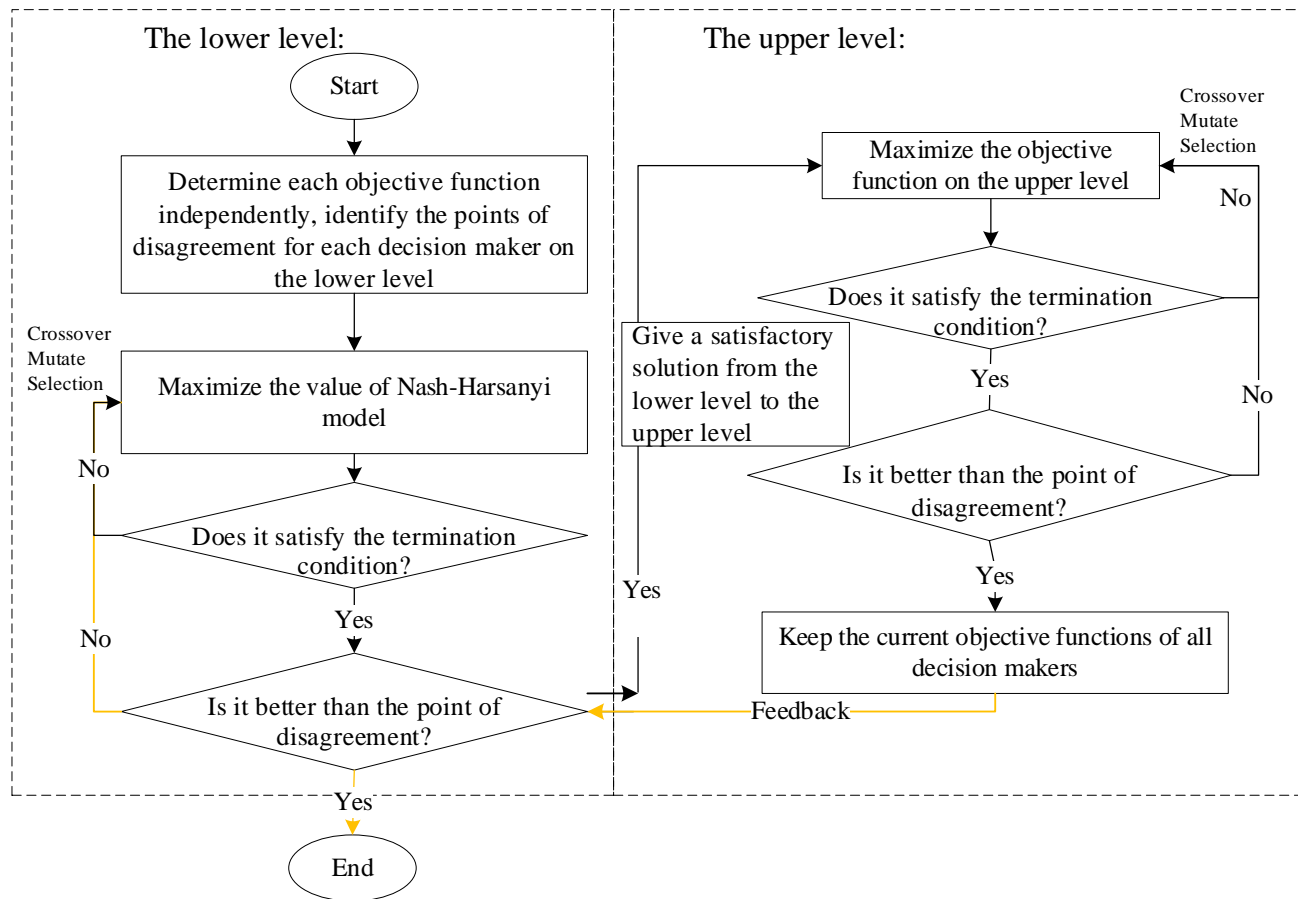 The lower level:
Start
Determine each objective function
independently, identify the points of
disagreement for each decision maker on
the lower level
Crossover
Mutate
Selection
Maximize the value of Nash-Harsanyi
model
No
Does it satisfy the termination
condition?
Yes
No
Is it better than the point of
disagreement?
Yes
End
The upper level:
Crossover
Mutate
Selection
Maximize the objective
function on the upper level
No
Does it satisfy the termination
condition?
Give a satisfactory
solution from the
lower level to the
upper level
Yes
No
Is it better than the point of
disagreement?
Yes
Yes
Keep the current objective functions of all
decision makers
Feedback